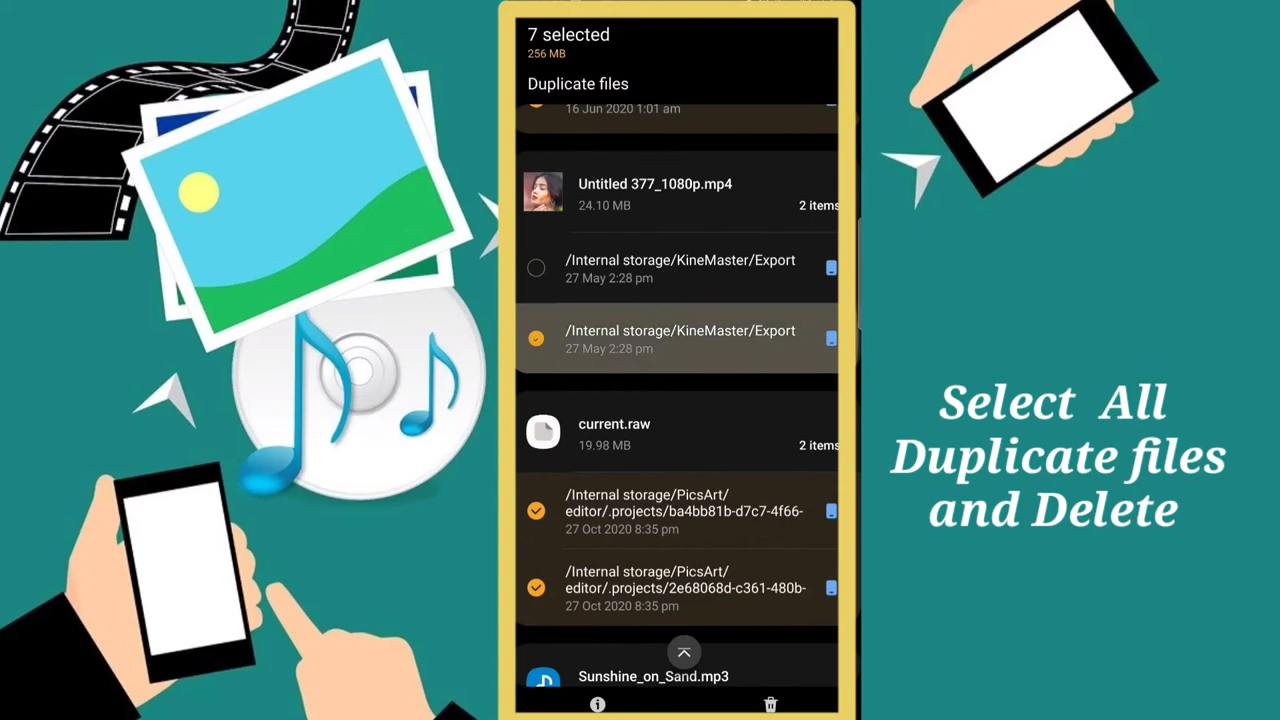 7 selected
256 MB
Duplicate files
16 Jun 2020 1:01 am
Untitled 377_1080p.mp4
24.10 MB
2 items
/Internal storage/KineMaster/Export
27 May 2:28 pm
/Internal storage/KineMaster/Export
27 May 2:28 pm
current.raw
19.98 MB
2 items
/Internal storage/PicsArt/
editor/.projects/ba4bb81b-d7c7-4f66-
27 Oct 2020 8:35 pm
/Internal storage/PicsArt/
editor/.projects/2e68068d-c361-480b-
27 Oct 2020 8:35 pm
Sunshine_on_Sand.mp3
Select All
Duplicate files
and Delete